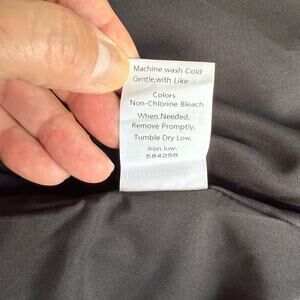 Machine wash Cold
Gentle,with Like
Colors
Non-Chlorine Bleach
When Needed,
Remove Promptly,
Tumble Dry Low,
Iron low.
584256